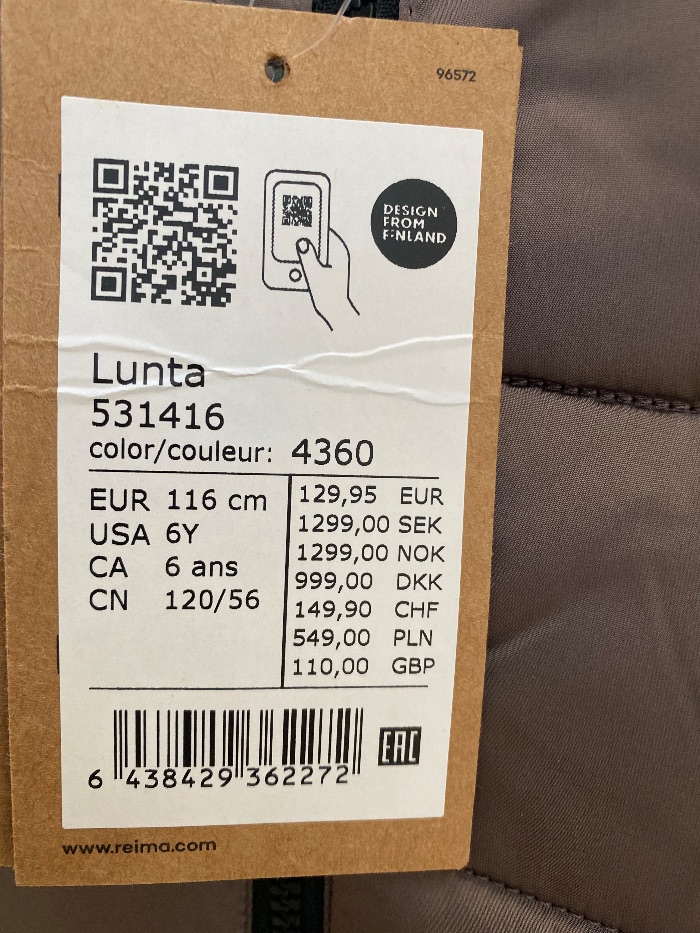 96572
DESIGN
FROM
FINLAND
Lunta
531416
color/couleur: 4360
EUR 116 cm
USA 6Y
CA 6 ans
CN 120/56
129,95 EUR
1299,00 SEK
1299,00 NOK
999,00 DKK
149,90 CHF
549,00 PLN
110,00 GBP
6 438429 362272
EAC
www.reima.com